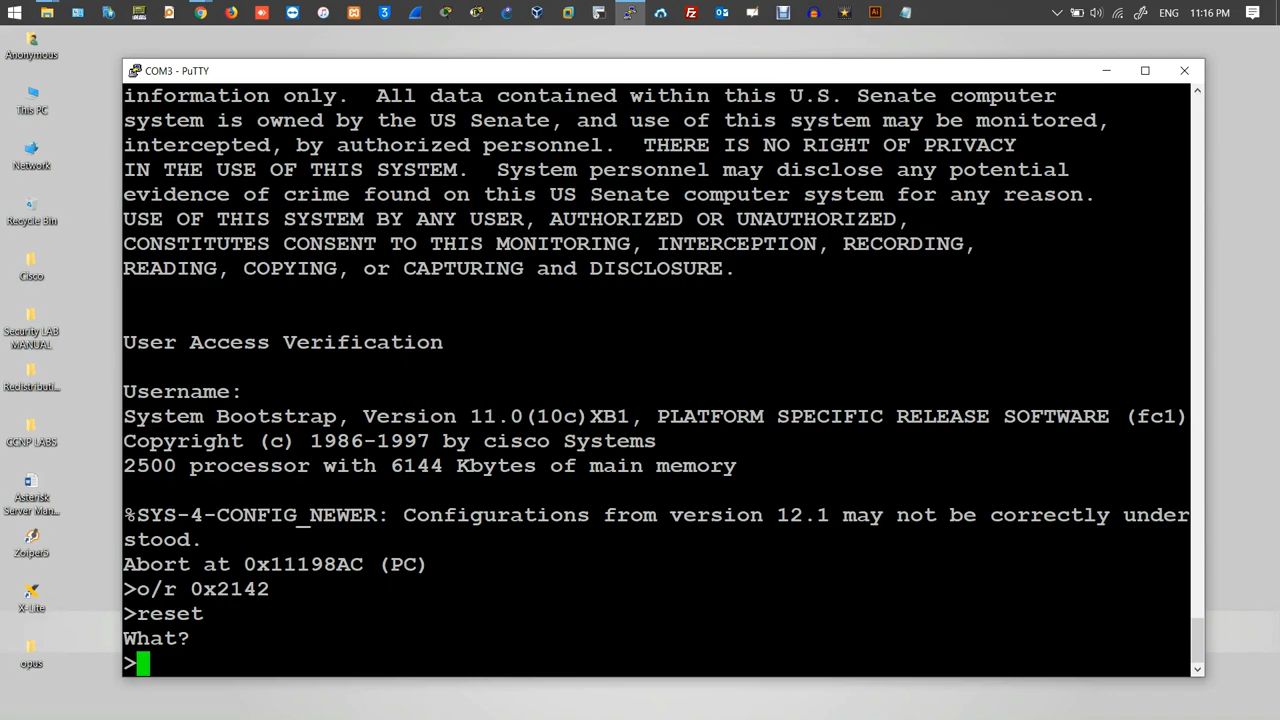 ENG
11:16 PM
Anonymous
This PC
Network
Recycle Bin
Cisco
Security LAB
MANUAL
Redistributi...
CCNP LABS
Asterisk
Server Man...
Zoiper5
X-Lite
opus
COM3 - PuTTY
information only.  All data contained within this U.S. Senate computer
system is owned by the US Senate, and use of this system may be monitored,
intercepted, by authorized personnel.  THERE IS NO RIGHT OF PRIVACY
IN THE USE OF THIS SYSTEM.  System personnel may disclose any potential
evidence of crime found on this US Senate computer system for any reason.
USE OF THIS SYSTEM BY ANY USER, AUTHORIZED OR UNAUTHORIZED,
CONSTITUTES CONSENT TO THIS MONITORING, INTERCEPTION, RECORDING,
READING, COPYING, or CAPTURING and DISCLOSURE.
User Access Verification
Username:
System Bootstrap, Version 11.0(10c)XB1, PLATFORM SPECIFIC RELEASE SOFTWARE (fc1)
Copyright (c) 1986-1997 by cisco Systems
2500 processor with 6144 Kbytes of main memory
%SYS-4-CONFIG_NEWER: Configurations from version 12.1 may not be correctly under
stood.
Abort at 0x11198AC (PC)
>o/r 0x2142
>reset
What?
>